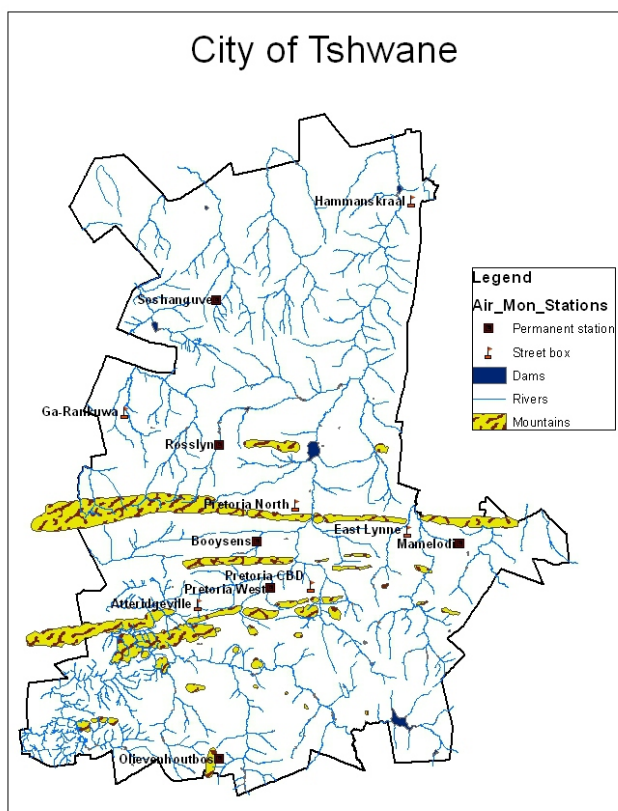 City of Tshwane
Hammanskraal
Legend
Air_Mon_Stations
Permanent station
Street box
Dams
Rivers
Mountains
Soshanguve
Ga-Rankuwa
Rosslyn
Pretoria North
East Lynne
Booysens
Mamelodi
Pretoria CBD
Pretoria West
Atteridgeville
Olievenhoutbos